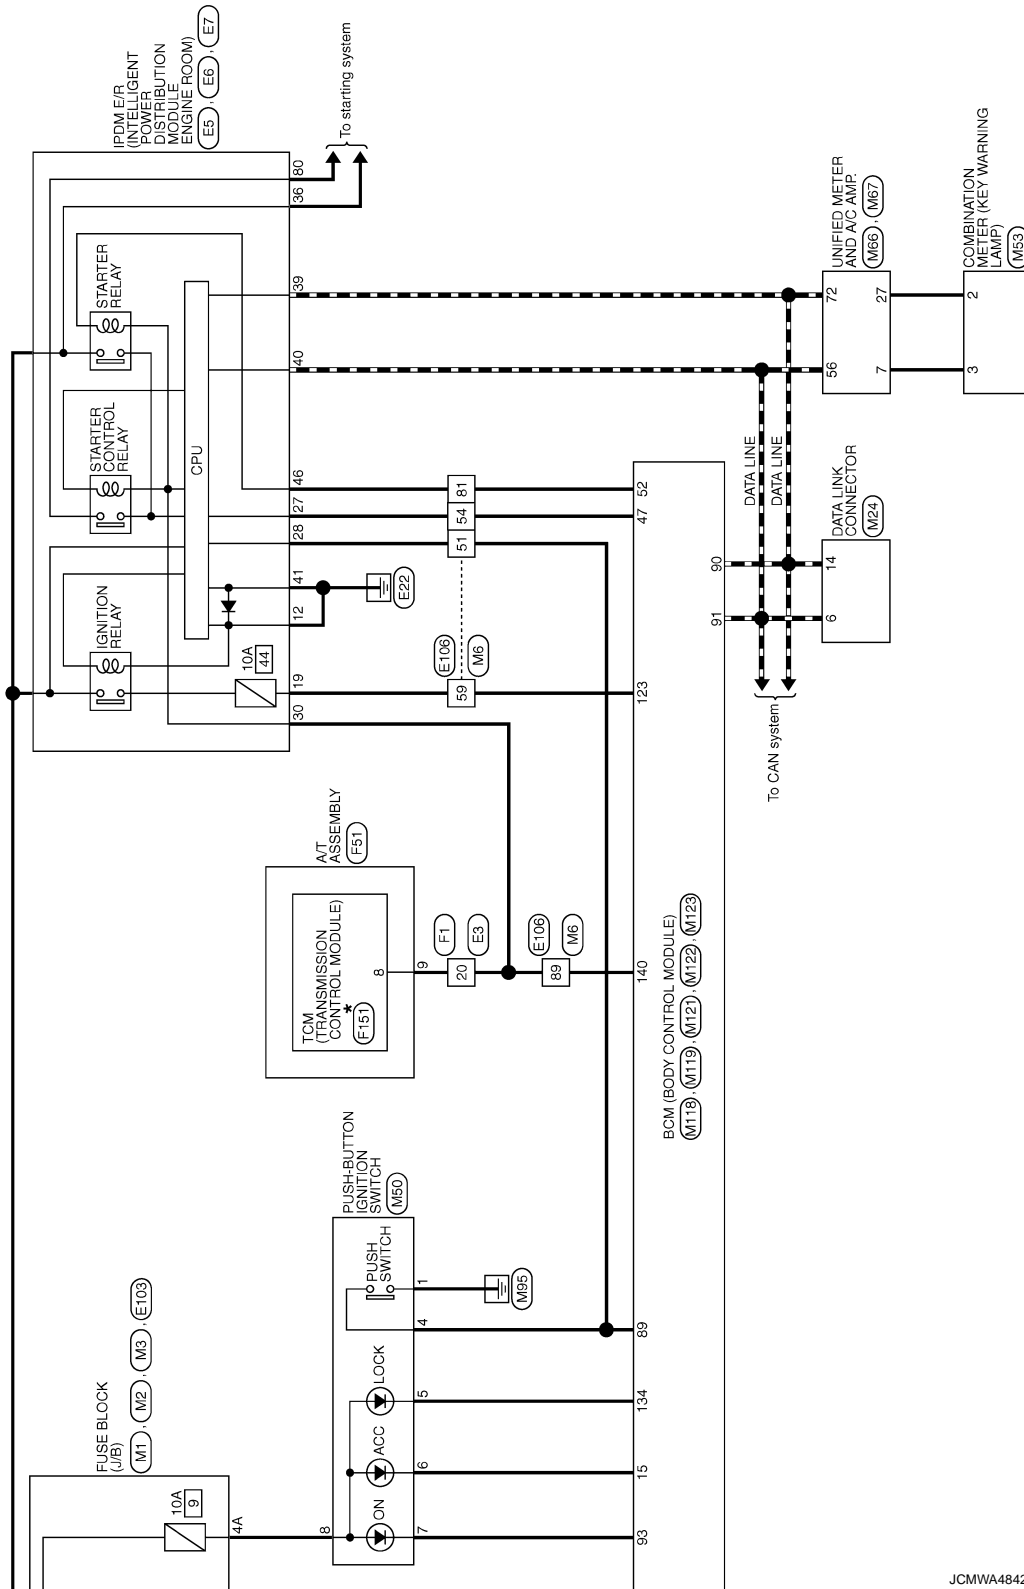 IPDM E/R
(INTELLIGENT
POWER
DISTRIBUTION
MODULE
ENGINE ROOM)
E5 , E6 , E7
To starting system
80
36
STARTER
RELAY
39
40
STARTER
CONTROL
RELAY
CPU
46
27
28
41
12
IGNITION
RELAY
10A
44
19
30
E22
81
54
51
E106
M6
59
52
47
123
UNIFIED METER
AND A/C AMP.
M66 , M67
72
27
56
7
COMBINATION
METER (KEY WARNING
LAMP)
M53
2
3
DATA LINE
DATA LINE
DATA LINK
CONNECTOR
M24
90
14
91
6
To CAN system
A/T
ASSEMBLY
F51
TCM
(TRANSMISSION
CONTROL MODULE)
*
F151
8
9
F1
E3
20
E106
M6
89
140
BCM (BODY CONTROL MODULE)
M118 , M119 , M121 , M122 , M123
PUSH-BUTTON
IGNITION
SWITCH
M50
PUSH
SWITCH
1
M95
4
89
LOCK
5
134
ACC
6
15
ON
7
93
8
FUSE BLOCK
(J/B)
M1 , M2 , M3 , E103
10A
9
4A
JCMWA4842